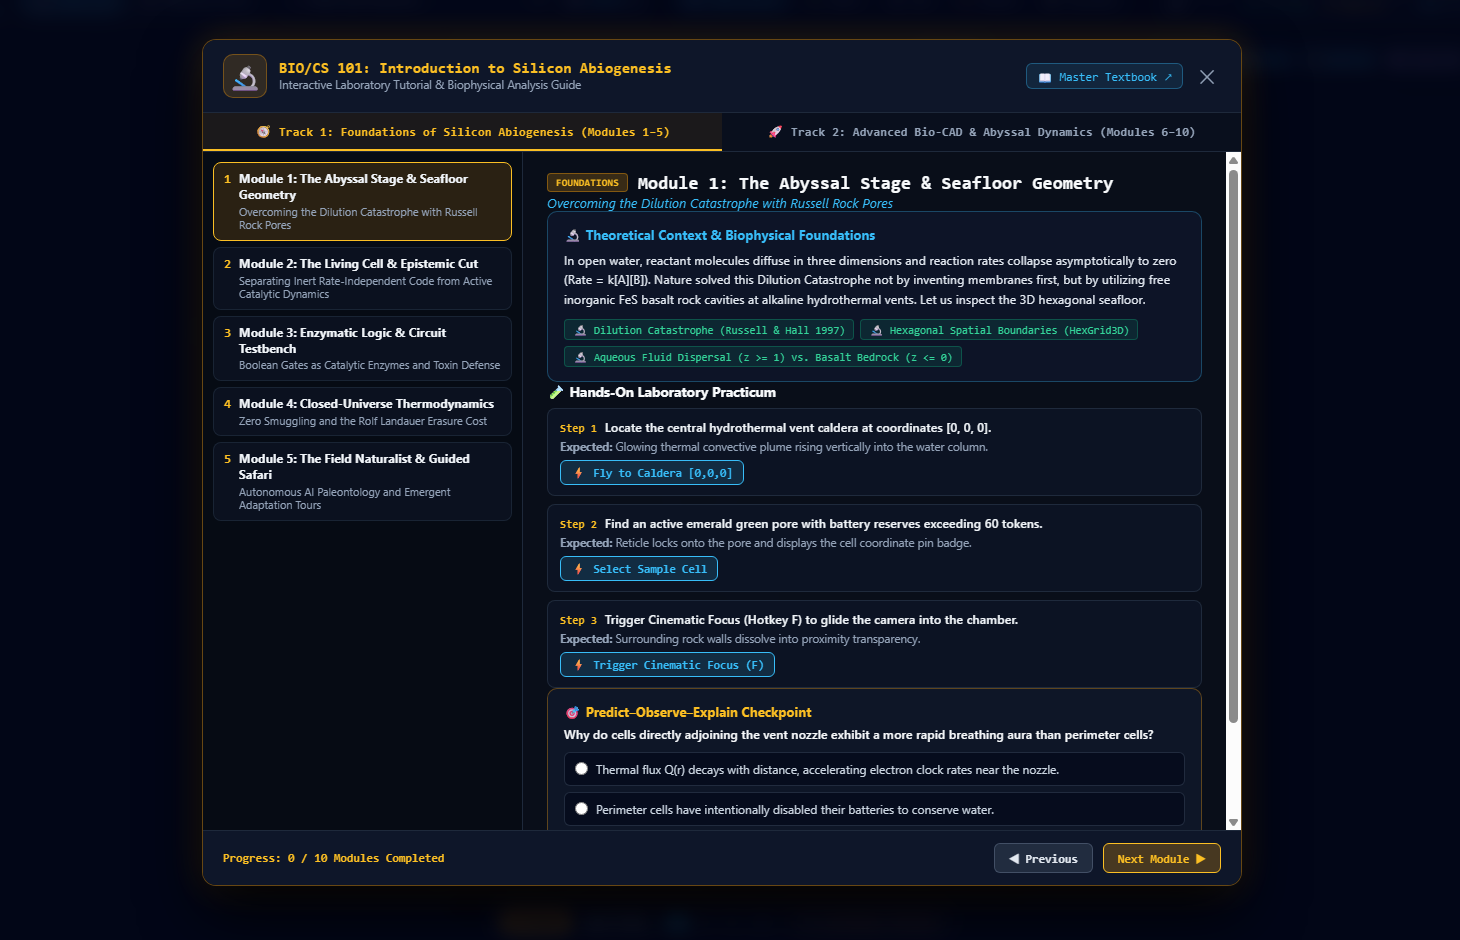 BIO/CS 101: Introduction to Silicon Abiogenesis
Interactive Laboratory Tutorial & Biophysical Analysis Guide
Master Textbook ↗
Track 1: Foundations of Silicon Abiogenesis (Modules 1–5)
Track 2: Advanced Bio-CAD & Abyssal Dynamics (Modules 6–10)
1 Module 1: The Abyssal Stage & Seafloor
Geometry
Overcoming the Dilution Catastrophe with Russell
Rock Pores
2 Module 2: The Living Cell & Epistemic Cut
Separating Inert Rate-Independent Code from Active
Catalytic Dynamics
3 Module 3: Enzymatic Logic & Circuit
Testbench
Boolean Gates as Catalytic Enzymes and Toxin Defense
4 Module 4: Closed-Universe Thermodynamics
Zero Smuggling and the Rolf Landauer Erasure Cost
5 Module 5: The Field Naturalist & Guided
Safari
Autonomous AI Paleontology and Emergent
Adaptation Tours
FOUNDATIONS Module 1: The Abyssal Stage & Seafloor Geometry
Overcoming the Dilution Catastrophe with Russell Rock Pores
Theoretical Context & Biophysical Foundations
In open water, reactant molecules diffuse in three dimensions and reaction rates collapse asymptotically to zero
(Rate = k[A][B]). Nature solved this Dilution Catastrophe not by inventing membranes first, but by utilizing free
inorganic FeS basalt rock cavities at alkaline hydrothermal vents. Let us inspect the 3D hexagonal seafloor.
Dilution Catastrophe (Russell & Hall 1997)
Hexagonal Spatial Boundaries (HexGrid3D)
Aqueous Fluid Dispersal (z >= 1) vs. Basalt Bedrock (z <= 0)
Hands-On Laboratory Practicum
Step 1 Locate the central hydrothermal vent caldera at coordinates [0, 0, 0].
Expected: Glowing thermal convective plume rising vertically into the water column.
Fly to Caldera [0,0,0]
Step 2 Find an active emerald green pore with battery reserves exceeding 60 tokens.
Expected: Reticle locks onto the pore and displays the cell coordinate pin badge.
Select Sample Cell
Step 3 Trigger Cinematic Focus (Hotkey F) to glide the camera into the chamber.
Expected: Surrounding rock walls dissolve into proximity transparency.
Trigger Cinematic Focus (F)
Predict–Observe–Explain Checkpoint
Why do cells directly adjoining the vent nozzle exhibit a more rapid breathing aura than perimeter cells?
Thermal flux Q(r) decays with distance, accelerating electron clock rates near the nozzle.
Perimeter cells have intentionally disabled their batteries to conserve water.
Progress: 0 / 10 Modules Completed
◀ Previous
Next Module ▶